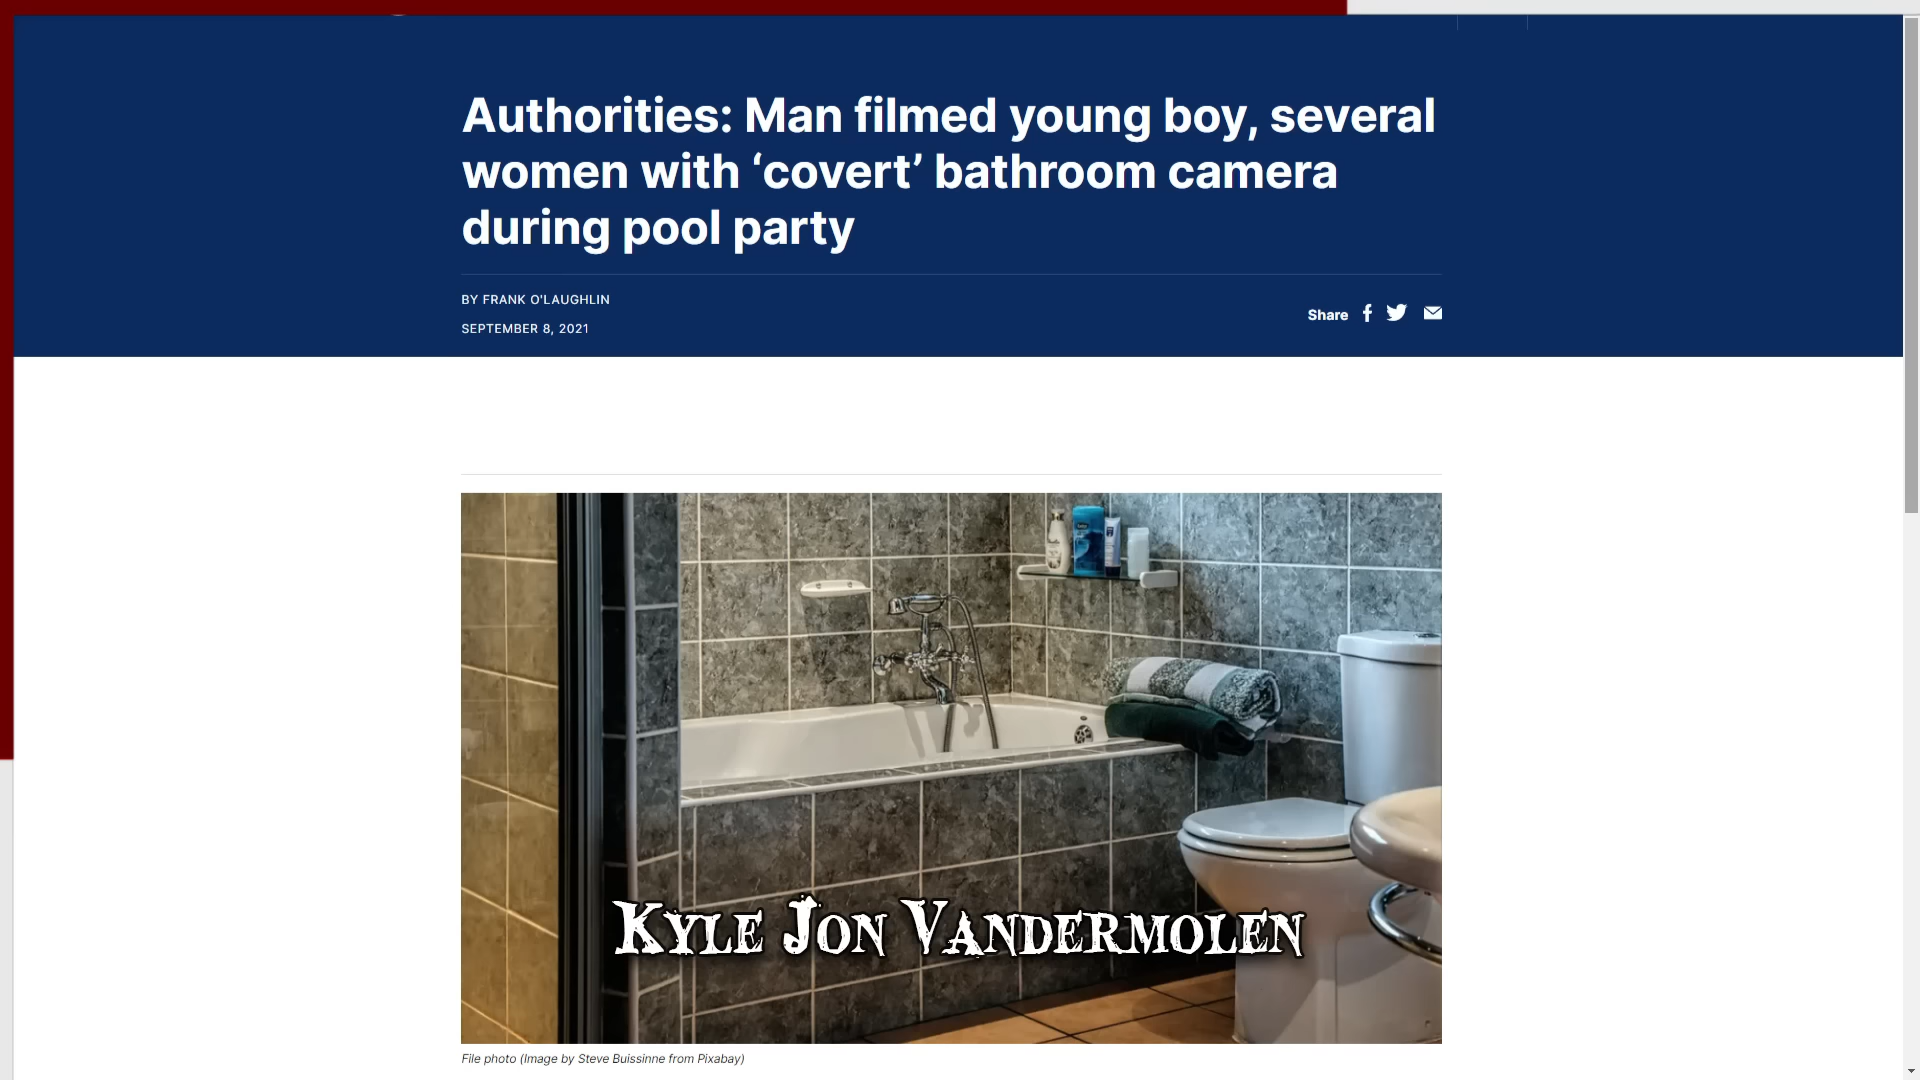 Authorities: Man filmed young boy, several
women with ‘covert’ bathroom camera
during pool party
BY FRANK O'LAUGHLIN
SEPTEMBER 8, 2021
Share
Kyle Jon Vandermolen
File photo (Image by Steve Buissinne from Pixabay)